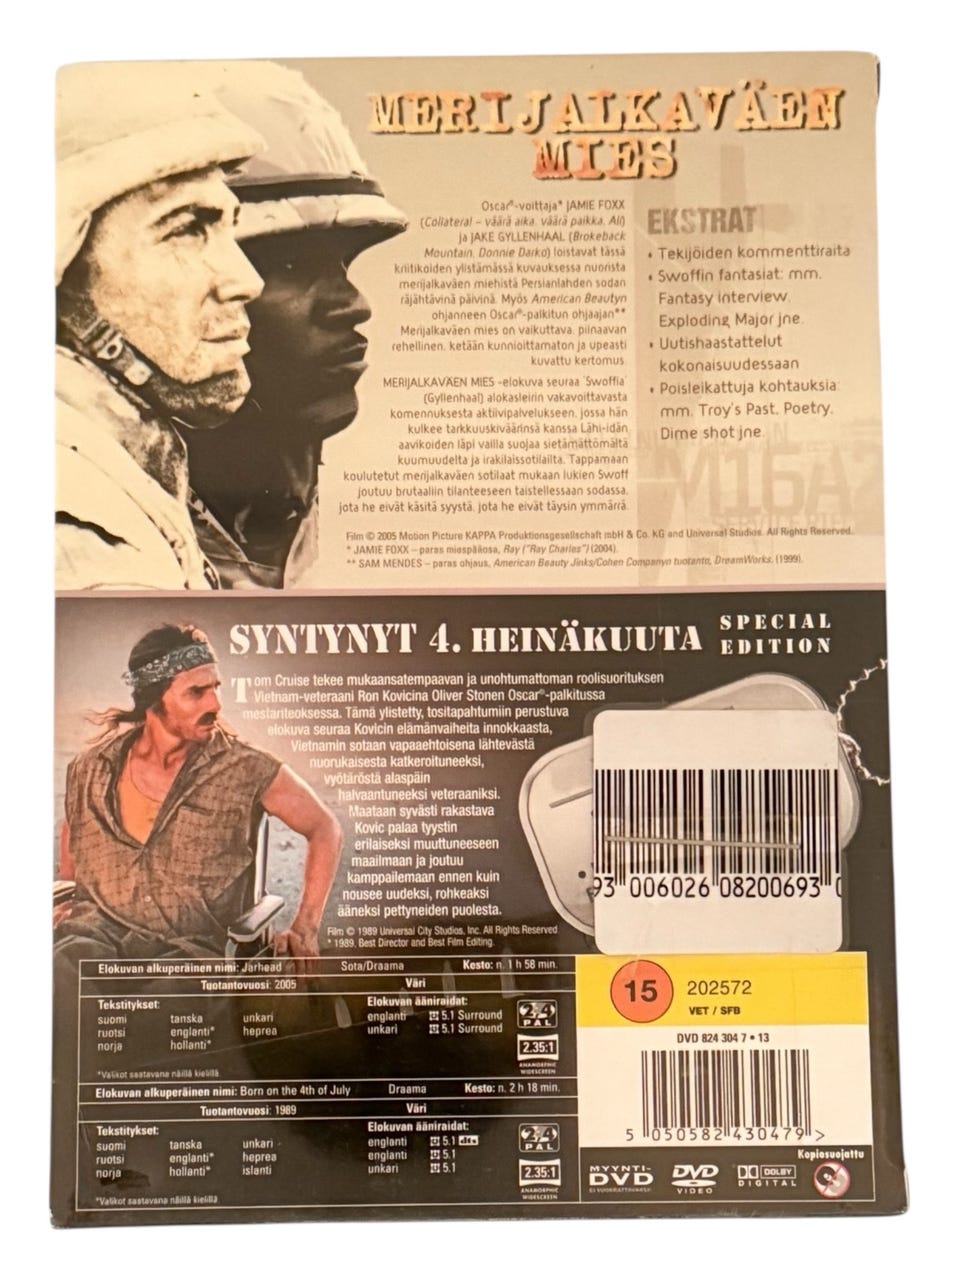 MERIJALKAVÄEN
MIES
Oscar®-voittaja* JAMIE FOXX
(Collateral – väärä aika, väärä paikka, Ali)
ja JAKE GYLLENHAAL (Brokeback
Mountain, Donnie Darko) loistavat tässä
kriitikoiden ylistämässä kuvauksessa nuorista
merijalkaväen miehistä Persianlahden sodan
räjähtävinä päivinä. Myös American Beautyn
ohjanneen Oscar®-palkitun ohjaajan**
Merijalkaväen mies on vaikuttava, piinaavan
rehellinen, ketään kunnioittamaton ja upeasti
kuvattu kertomus.
MERIJALKAVÄEN MIES -elokuva seuraa 'Swoffia'
(Gyllenhaal) alokasleirin vakavoittavasta
komennuksesta aktiivipalvelukseen, jossa hän
kulkee tarkkuuskiväärinsä kanssa Lähi-idän
aavikoiden läpi vailla suojaa sietämättömältä
kuumuudelta ja irakilaissotilailta. Tappamaan
koulutetut merijalkaväen sotilaat mukaan lukien Swoff
joutuu brutaaliin tilanteeseen taistellessaan sodassa,
jota he eivät käsitä syystä, jota he eivät täysin ymmärrä.
EKSTRAT
• Tekijöiden kommenttiraita
• Swoffin fantasiat: mm.
Fantasy Interview,
Exploding Major jne.
• Uutishaastattelut
kokonaisuudessaan
• Poisleikattuja kohtauksia:
mm. Troy's Past, Poetry,
Dime shot jne.
Film © 2005 Motion Picture KAPPA Produktionsgesellschaft mbH & Co. KG and Universal Studios. All Rights Reserved.
* JAMIE FOXX – paras miespääosa, Ray ("Ray Charles") (2004).
** SAM MENDES – paras ohjaus, American Beauty Jinks/Cohen Companyn tuotanto, DreamWorks. (1999).
SYNTYNYT 4. HEINÄKUUTA
SPECIAL
EDITION
Tom Cruise tekee mukaansatempaavan ja unohtumattoman roolisuorituksen
Vietnam-veteraani Ron Kovicina Oliver Stonen Oscar®-palkitussa
mestariteoksessa. Tämä ylistetty, tositapahtumiin perustuva
elokuva seuraa Kovicin elämänvaiheita innokkaasta,
Vietnamin sotaan vapaaehtoisena lähtevästä
nuorukaisesta katkeroituneeksi,
vyötäröstä alaspäin
halvaantuneeksi veteraaniksi.
Maataan syvästi rakastava
Kovic palaa tyystin
erilaiseksi muuttuneeseen
maailmaan ja joutuu
kamppailemaan ennen kuin
nousee uudeksi, rohkeaksi
ääneksi pettyneiden puolesta.
Film © 1989 Universal City Studios, Inc. All Rights Reserved.
* 1989, Best Director and Best Film Editing.
93 006026 08200693 0
Elokuvan alkuperäinen nimi: Jarhead Sota/Draama Kesto: n. 1 h 58 min.
Tuotantovuosi: 2005 Väri
Tekstitykset: Elokuvan ääniraidat:
suomi tanska unkari englanti 5.1 Surround
ruotsi englanti* heprea unkari 5.1 Surround
norja hollanti*
*Valikot saatavana näillä kielillä.
2,4
PAL
2.35:1
ANAMORPHIC
WIDESCREEN
Elokuvan alkuperäinen nimi: Born on the 4th of July Draama Kesto: n. 2 h 18 min.
Tuotantovuosi: 1989 Väri
Tekstitykset: Elokuvan ääniraidat:
suomi tanska unkari englanti 5.1 dts
ruotsi englanti* heprea englanti 5.1
norja hollanti* islanti unkari 5.1
*Valikot saatavana näillä kielillä.
2,4
PAL
2.35:1
ANAMORPHIC
WIDESCREEN
15
202572
VET / SFB
DVD 824 304 7 • 13
5 050582 430479 >
Kopiosuojattu
MYYNTI-
DVD
EI VUOKRATTAVAKSI
DVD
VIDEO
DOLBY
DIGITAL